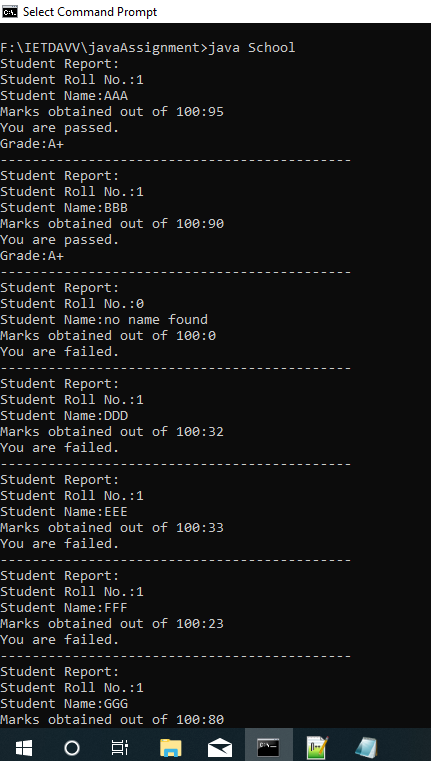 Select Command Prompt
F:\IETDAVV\javaAssignment>java School
Student Report:
Student Roll No.:1
Student Name:AAA
Marks obtained out of 100:95
You are passed.
Grade:A+
--------------------------------------------
Student Report:
Student Roll No.:1
Student Name:BBB
Marks obtained out of 100:90
You are passed.
Grade:A+
--------------------------------------------
Student Report:
Student Roll No.:0
Student Name:no name found
Marks obtained out of 100:0
You are failed.
--------------------------------------------
Student Report:
Student Roll No.:1
Student Name:DDD
Marks obtained out of 100:32
You are failed.
--------------------------------------------
Student Report:
Student Roll No.:1
Student Name:EEE
Marks obtained out of 100:33
You are failed.
--------------------------------------------
Student Report:
Student Roll No.:1
Student Name:FFF
Marks obtained out of 100:23
You are failed.
--------------------------------------------
Student Report:
Student Roll No.:1
Student Name:GGG
Marks obtained out of 100:80